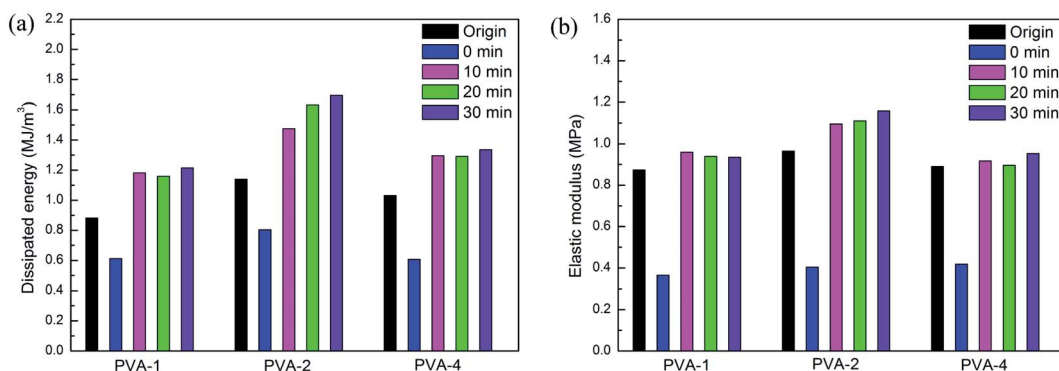 (a)
Dissipated energy (MJ/m³)
2.2
2.0
1.8
1.6
1.4
1.2
1.0
0.8
0.6
0.4
0.2
0.0
Origin
0 min
10 min
20 min
30 min
PVA-1 PVA-2 PVA-4
(b)
Elastic modulus (MPa)
1.6
1.4
1.2
1.0
0.8
0.6
0.4
0.2
0.0
Origin
0 min
10 min
20 min
30 min
PVA-1 PVA-2 PVA-4